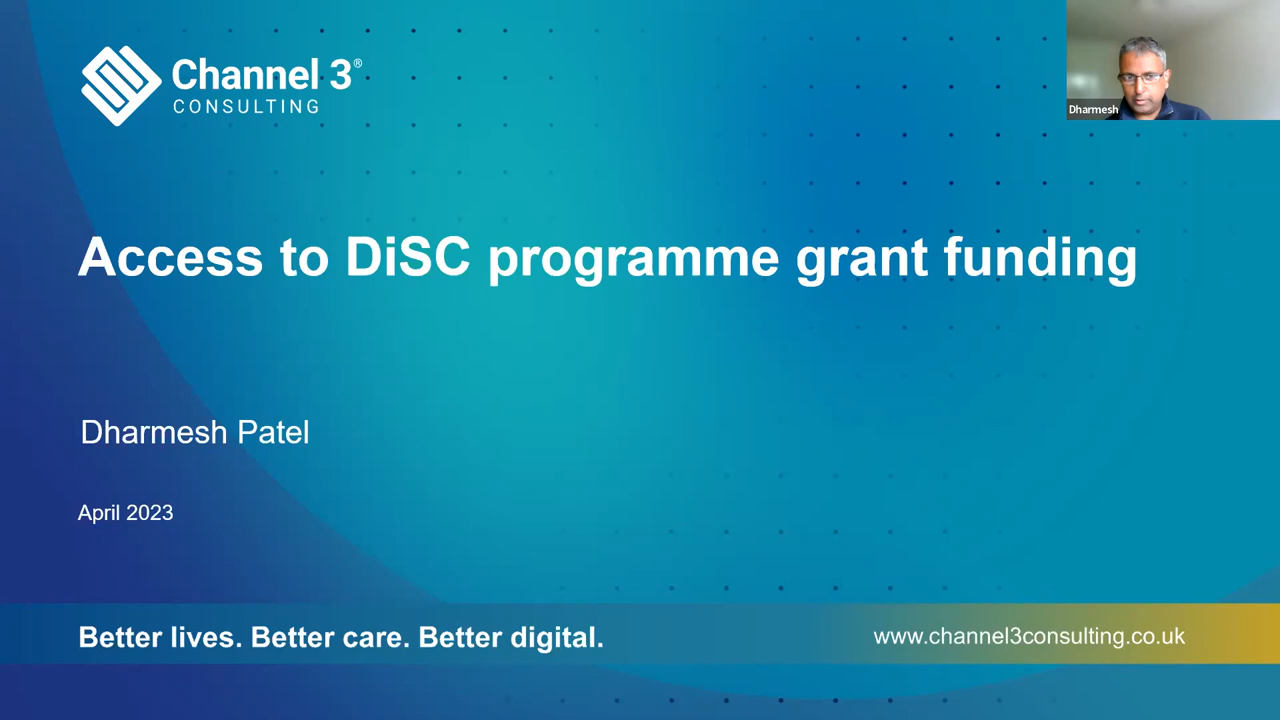 Channel 3®
CONSULTING
Dharmesh
Access to DiSC programme grant funding
Dharmesh Patel
April 2023
Better lives. Better care. Better digital.
www.channel3consulting.co.uk